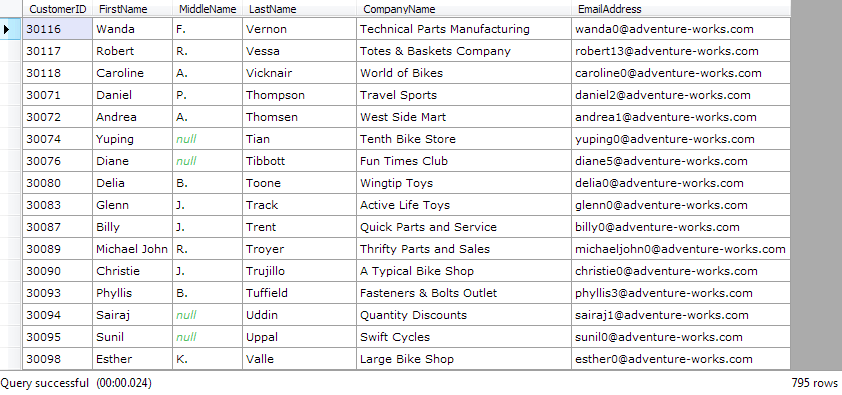 CustomerID FirstName MiddleName LastName CompanyName EmailAddress
30116 Wanda F. Vernon Technical Parts Manufacturing wanda0@adventure-works.com
30117 Robert R. Vessa Totes & Baskets Company robert13@adventure-works.com
30118 Caroline A. Vicknair World of Bikes caroline0@adventure-works.com
30071 Daniel P. Thompson Travel Sports daniel2@adventure-works.com
30072 Andrea A. Thomsen West Side Mart andrea1@adventure-works.com
30074 Yuping null Tian Tenth Bike Store yuping0@adventure-works.com
30076 Diane null Tibbott Fun Times Club diane5@adventure-works.com
30080 Delia B. Toone Wingtip Toys delia0@adventure-works.com
30083 Glenn J. Track Active Life Toys glenn0@adventure-works.com
30087 Billy J. Trent Quick Parts and Service billy0@adventure-works.com
30089 Michael John R. Troyer Thrifty Parts and Sales michaeljohn0@adventure-works.com
30090 Christie J. Trujillo A Typical Bike Shop christie0@adventure-works.com
30093 Phyllis B. Tuffield Fasteners & Bolts Outlet phyllis3@adventure-works.com
30094 Sairaj null Uddin Quantity Discounts sairaj1@adventure-works.com
30095 Sunil null Uppal Swift Cycles sunil0@adventure-works.com
30098 Esther K. Valle Large Bike Shop esther0@adventure-works.com
Query successful (00:00.024) 795 rows